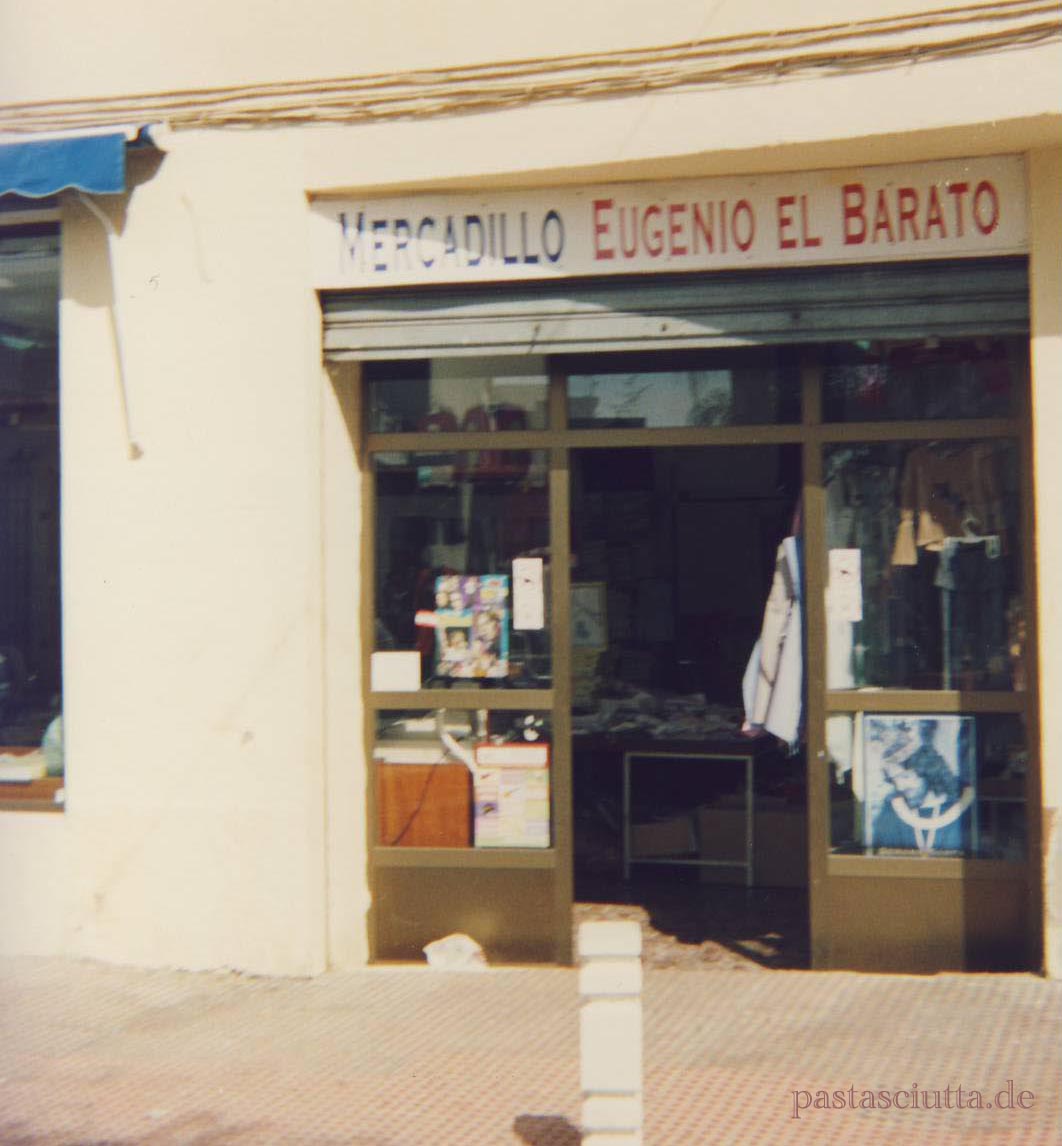 MERCADILLO EUGENIO EL BARATO
pastasciutta.de